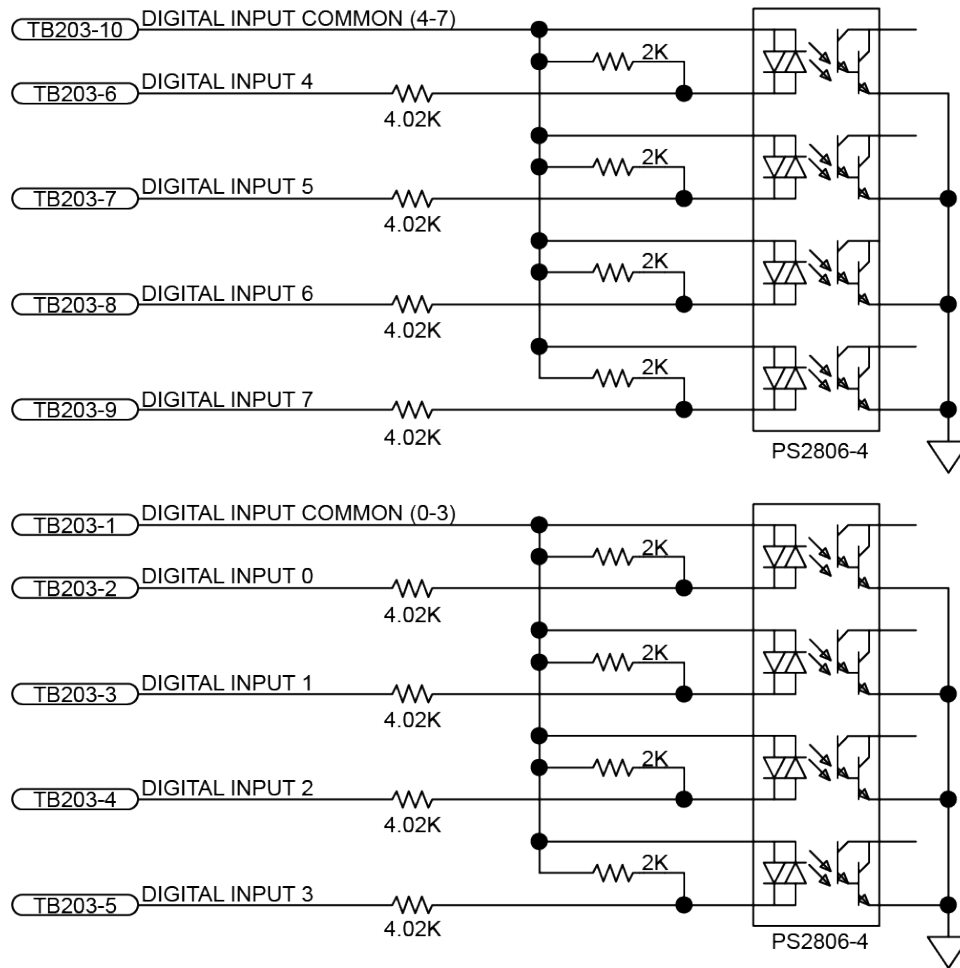 TB203-10 DIGITAL INPUT COMMON (4-7)
2K
TB203-6 DIGITAL INPUT 4
4.02K
2K
TB203-7 DIGITAL INPUT 5
4.02K
2K
TB203-8 DIGITAL INPUT 6
4.02K
2K
TB203-9 DIGITAL INPUT 7
4.02K
PS2806-4
TB203-1 DIGITAL INPUT COMMON (0-3)
2K
TB203-2 DIGITAL INPUT 0
4.02K
2K
TB203-3 DIGITAL INPUT 1
4.02K
2K
TB203-4 DIGITAL INPUT 2
4.02K
2K
TB203-5 DIGITAL INPUT 3
4.02K
PS2806-4